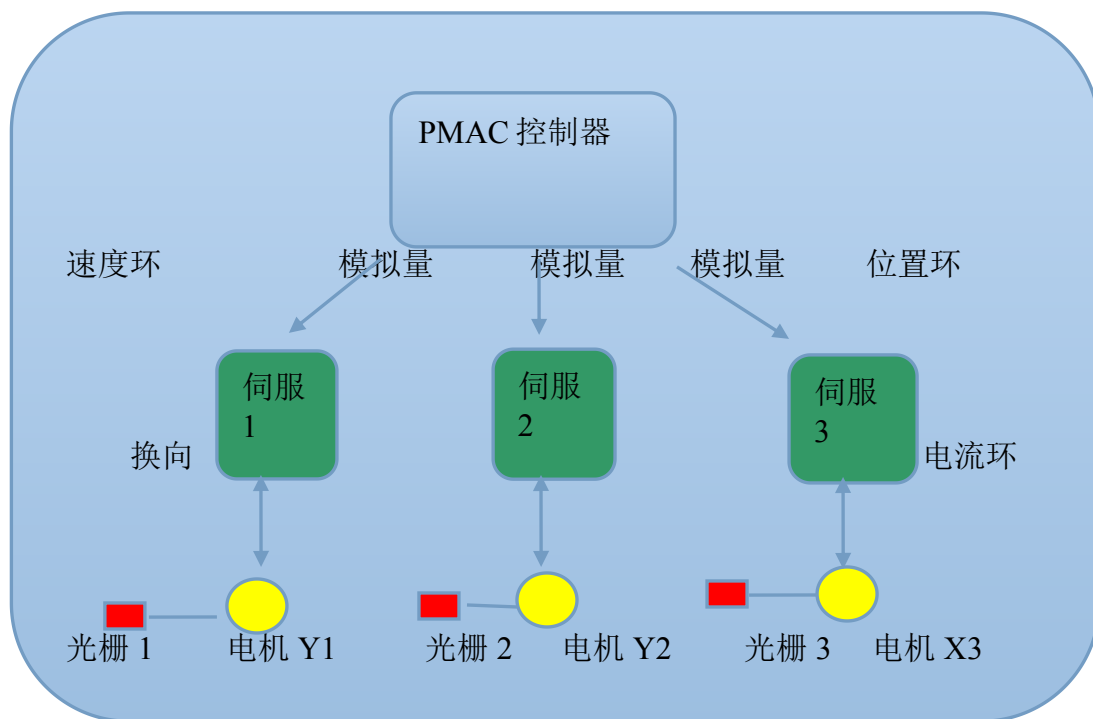 PMAC 控制器
速度环 模拟量 模拟量 模拟量 位置环
伺服
1
伺服
2
伺服
3
换向 电流环
光栅 1 电机 Y1 光栅 2 电机 Y2 光栅 3 电机 X3